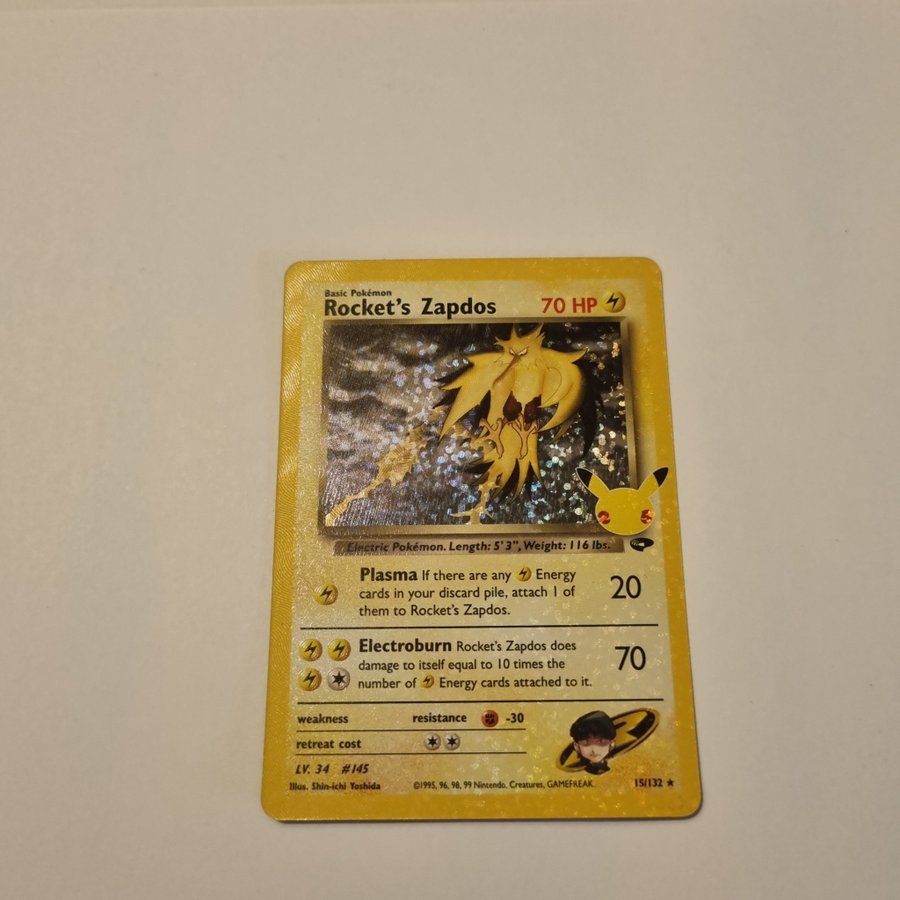 Basic Pokémon
Rocket's Zapdos 70 HP
Electric Pokémon. Length: 5' 3", Weight: 116 lbs.
Plasma If there are any Energy
cards in your discard pile, attach 1 of
them to Rocket's Zapdos.
20
Electroburn Rocket's Zapdos does
damage to itself equal to 10 times the
number of Energy cards attached to it.
70
weakness resistance -30
retreat cost
LV. 34 #145
Illus. Shin-ichi Yoshida ©1995, 96, 98, 99 Nintendo, Creatures, GAMEFREAK. 15/132 ★